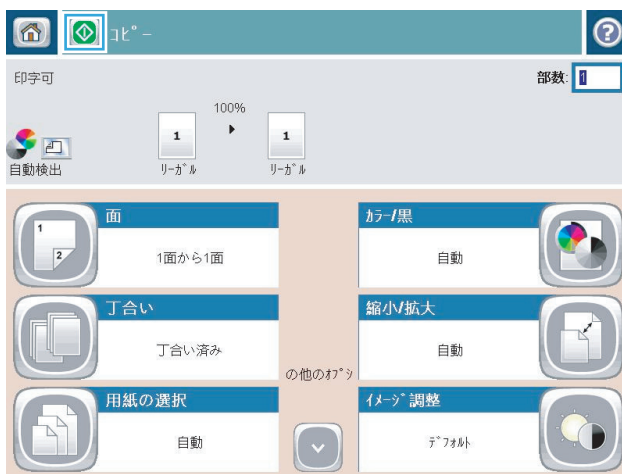 コピー
印字可
部数: 1
100%
1
1
自動検出
リーガル
リーガル
面
1
2
1面から1面
カラー/黒
自動
丁合い
丁合い済み
縮小/拡大
自動
の他のオプシ
用紙の選択
自動
イメージ調整
デフォルト